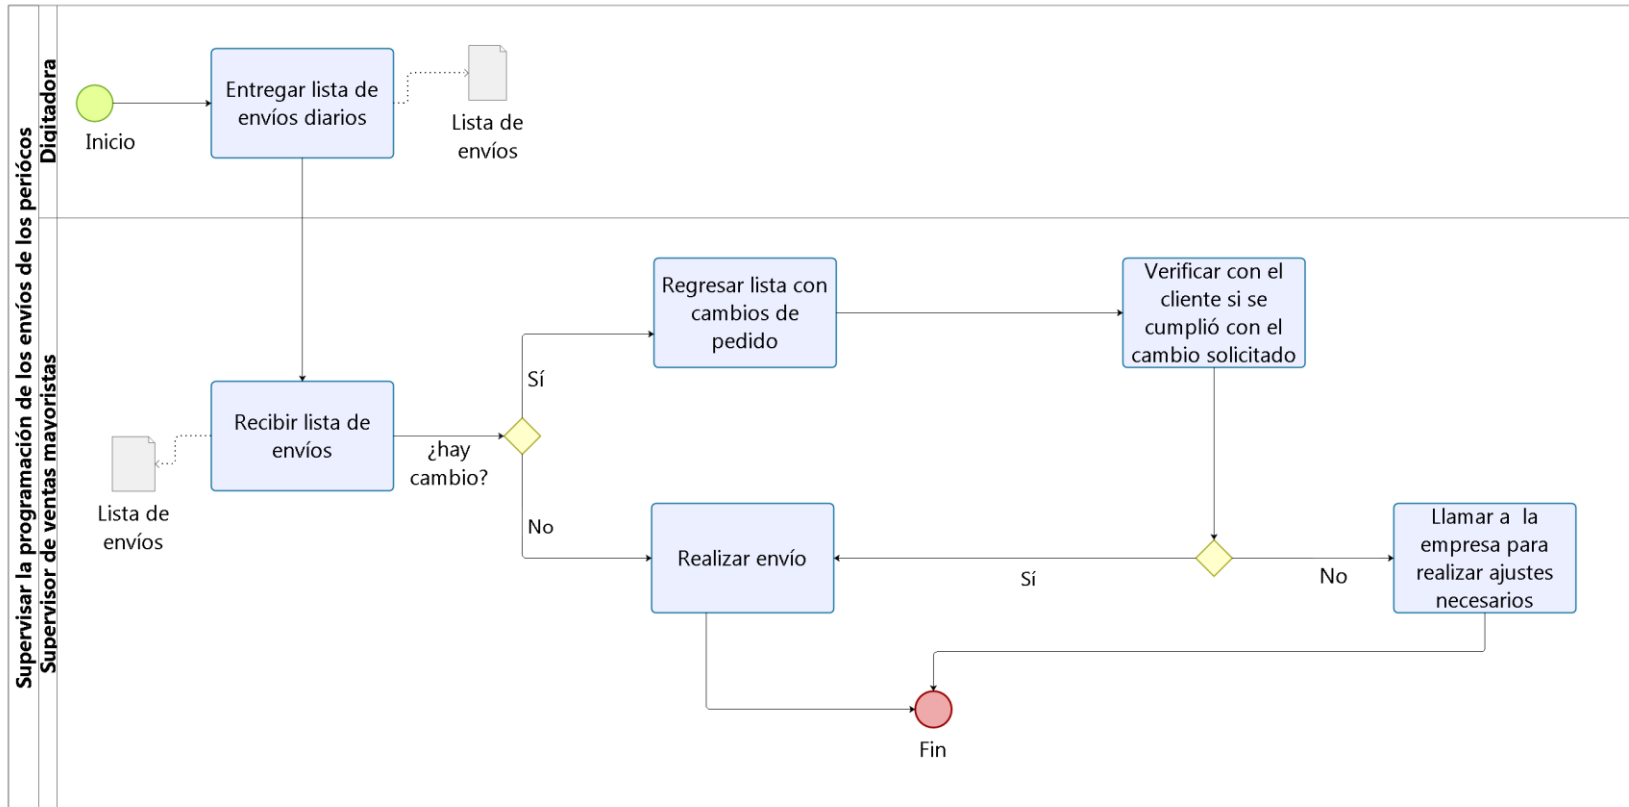 Supervisar la programación de los envíos de los periócos
Digitadora
Inicio
Entregar lista de
envíos diarios
Lista de
envíos
Supervisor de ventas mayoristas
Recibir lista de
envíos
Lista de
envíos
¿hay
cambio?
Sí
No
Regresar lista con
cambios de
pedido
Verificar con el
cliente si se
cumplió con el
cambio solicitado
Realizar envío
Sí
No
Llamar a  la
empresa para
realizar ajustes
necesarios
Fin